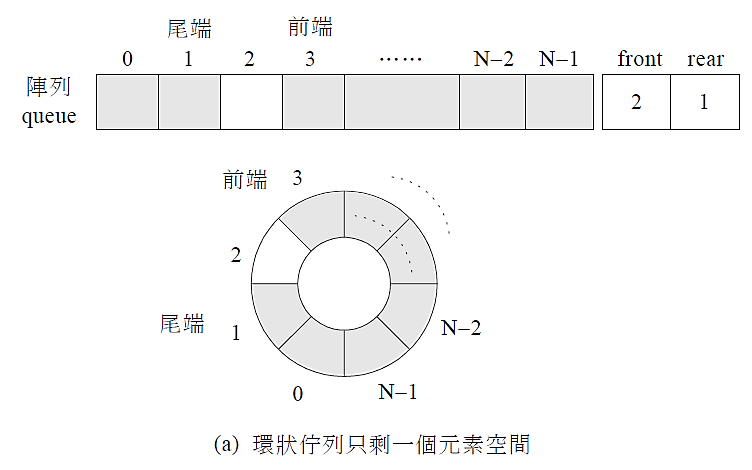 尾端 前端
0 1 2 3 …… N–2 N–1 front rear
陣列
queue
2 1
前端 3
2
尾端 1
N–2
0 N–1
(a) 環狀佇列只剩一個元素空間